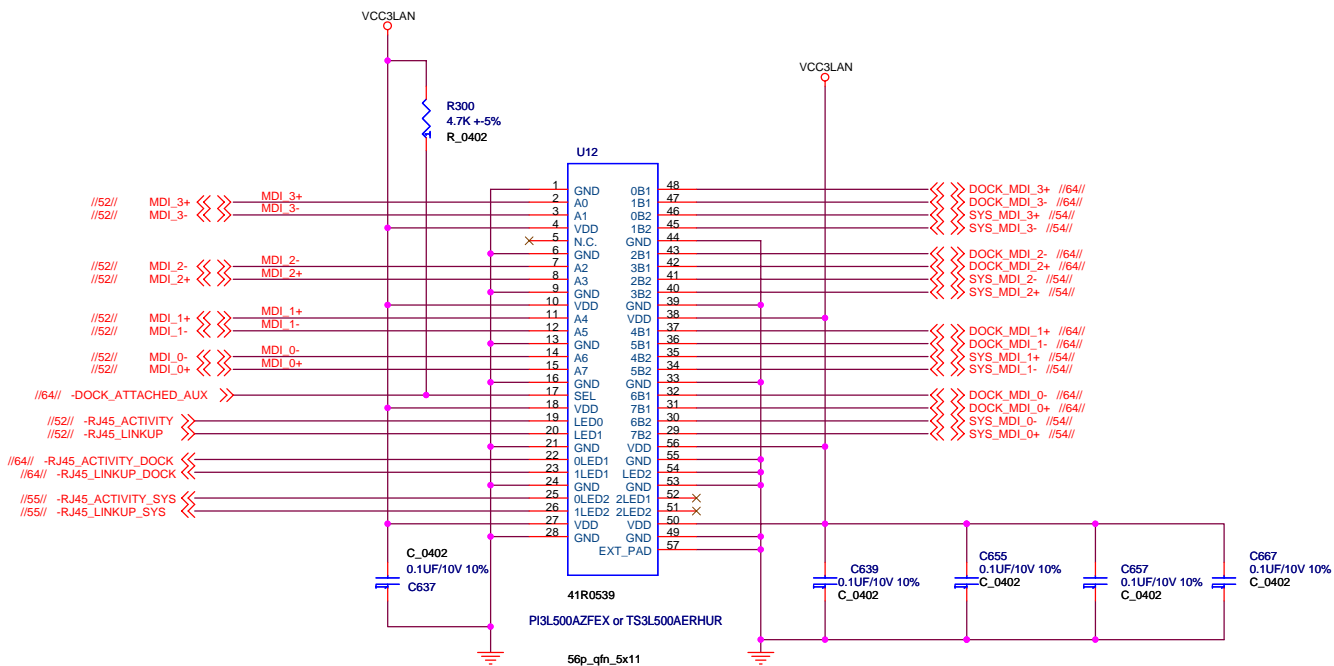 VCC3LAN
VCC3LAN
R300
4.7K +-5%
R_0402
1
U12
//52// MDI_3+ MDI_3+ 1 GND
//52// MDI_3- MDI_3- 2 A0
3 A1
4 VDD
5 N.C.
6 GND
//52// MDI_2- MDI_2- 7 A2
//52// MDI_2+ MDI_2+ 8 A3
9 GND
10 VDD
//52// MDI_1+ MDI_1+ 11 A4
//52// MDI_1- MDI_1- 12 A5
13 GND
//52// MDI_0- MDI_0- 14 A6
//52// MDI_0+ MDI_0+ 15 A7
16 GND
//64// -DOCK_ATTACHED_AUX 17 SEL
18 VDD
//52// -RJ45_ACTIVITY 19 LED0
//52// -RJ45_LINKUP 20 LED1
21 GND
//64// -RJ45_ACTIVITY_DOCK 22 0LED1
//64// -RJ45_LINKUP_DOCK 23 1LED1
24 GND
//55// -RJ45_ACTIVITY_SYS 25 0LED2
//55// -RJ45_LINKUP_SYS 26 1LED2
27 VDD
28 GND
0B1 48 DOCK_MDI_3+ //64//
1B1 47 DOCK_MDI_3- //64//
0B2 46 SYS_MDI_3+ //54//
1B2 45 SYS_MDI_3- //54//
GND 44
2B1 43 DOCK_MDI_2- //64//
3B1 42 DOCK_MDI_2+ //64//
2B2 41 SYS_MDI_2- //54//
3B2 40 SYS_MDI_2+ //54//
GND 39
VDD 38
4B1 37 DOCK_MDI_1+ //64//
5B1 36 DOCK_MDI_1- //64//
4B2 35 SYS_MDI_1+ //54//
5B2 34 SYS_MDI_1- //54//
GND 33
6B1 32 DOCK_MDI_0- //64//
7B1 31 DOCK_MDI_0+ //64//
6B2 30 SYS_MDI_0- //54//
7B2 29 SYS_MDI_0+ //54//
VDD 56
GND 55
LED2 54
GND 53
2LED1 52
2LED2 51
VDD 50
GND 49
EXT_PAD 57
C_0402
0.1UF/10V 10%
C637
41R0539
PI3L500AZFEX or TS3L500AERHUR
56p_qfn_5x11
C639
0.1UF/10V 10%
C_0402
C655
0.1UF/10V 10%
C_0402
C657
0.1UF/10V 10%
C_0402
C667
0.1UF/10V 10%
C_0402